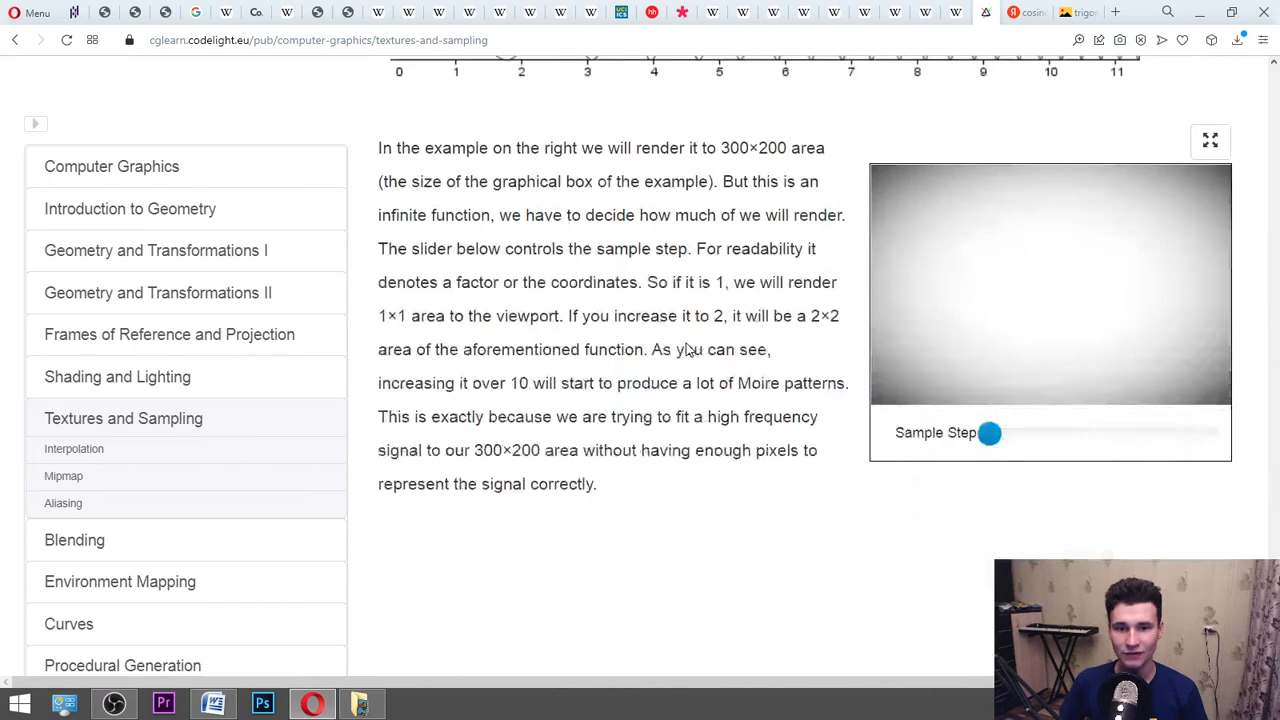 Menu
Co.
UCI
ICS
hh
cosin
trigor
cglearn.codelight.eu/pub/computer-graphics/textures-and-sampling
0 1 2 3 4 5 6 7 8 9 10 11
Computer Graphics
Introduction to Geometry
Geometry and Transformations I
Geometry and Transformations II
Frames of Reference and Projection
Shading and Lighting
Textures and Sampling
Interpolation
Mipmap
Aliasing
Blending
Environment Mapping
Curves
Procedural Generation
In the example on the right we will render it to 300×200 area
(the size of the graphical box of the example). But this is an
infinite function, we have to decide how much of we will render.
The slider below controls the sample step. For readability it
denotes a factor or the coordinates. So if it is 1, we will render
1×1 area to the viewport. If you increase it to 2, it will be a 2×2
area of the aforementioned function. As you can see,
increasing it over 10 will start to produce a lot of Moire patterns.
This is exactly because we are trying to fit a high frequency
signal to our 300×200 area without having enough pixels to
represent the signal correctly.
Sample Step
Pr
W
Ps